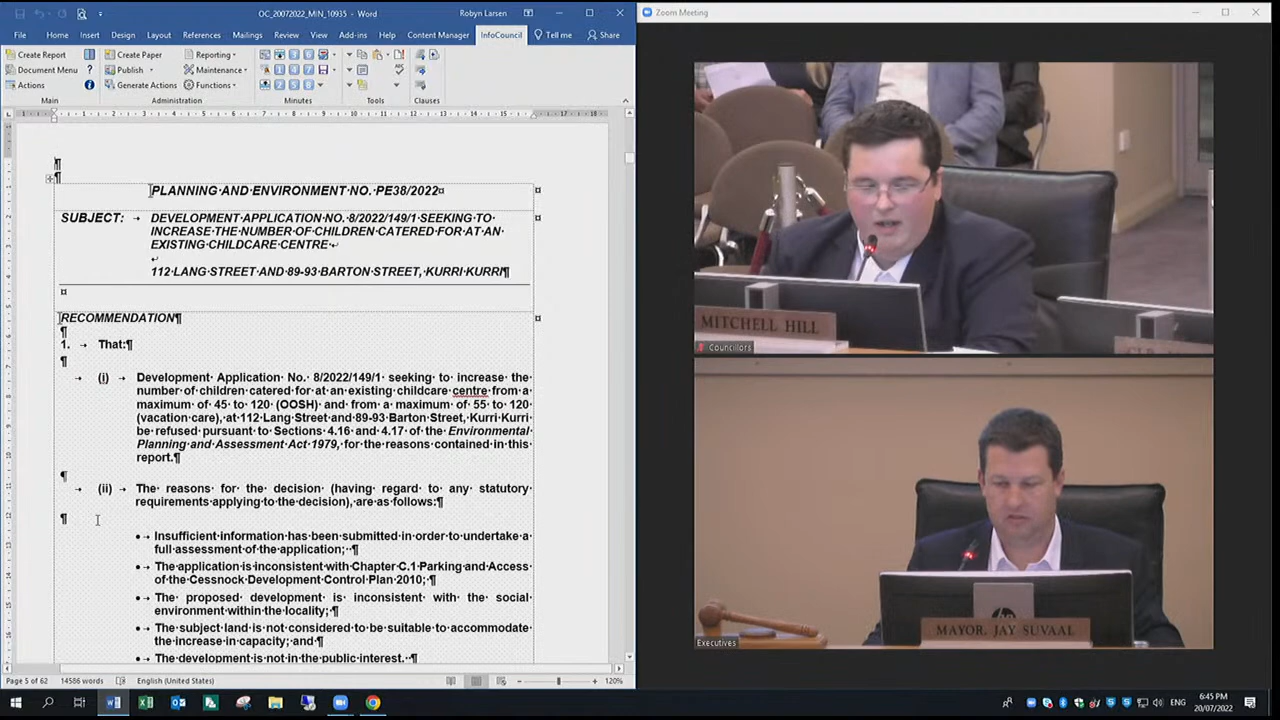 OC_20072022_MIN_10935 - Word
Robyn Larsen
File Home Insert Design Layout References Mailings Review View Add-ins Help Content Manager InfoCouncil Tell me Share
Create Report Create Paper Reporting
Document Menu Publish Maintenance
Actions Generate Actions Functions
Main Administration Minutes Tools Clauses
PLANNING AND ENVIRONMENT NO. PE38/2022
SUBJECT: DEVELOPMENT APPLICATION NO. 8/2022/149/1 SEEKING TO
INCREASE THE NUMBER OF CHILDREN CATERED FOR AT AN
EXISTING CHILDCARE CENTRE
112 LANG STREET AND 89-93 BARTON STREET, KURRI KURRI
RECOMMENDATION
1. That:
(i) Development Application No. 8/2022/149/1 seeking to increase the
number of children catered for at an existing childcare centre from a
maximum of 45 to 120 (OOSH) and from a maximum of 55 to 120
(vacation care), at 112 Lang Street and 89-93 Barton Street, Kurri Kurri
be refused pursuant to Sections 4.16 and 4.17 of the Environmental
Planning and Assessment Act 1979, for the reasons contained in this
report.
(ii) The reasons for the decision (having regard to any statutory
requirements applying to the decision), are as follows:
• Insufficient information has been submitted in order to undertake a
full assessment of the application;
• The application is inconsistent with Chapter C.1 Parking and Access
of the Cessnock Development Control Plan 2010;
• The proposed development is inconsistent with the social
environment within the locality;
• The subject land is not considered to be suitable to accommodate
the increase in capacity; and
• The development is not in the public interest.
Page 5 of 62 14586 words English (United States) 120%
Zoom Meeting
MITCHELL HILL
Councillors
MAYOR JAY SUVAAL
Executives
ENG 6:45 PM
20/07/2022